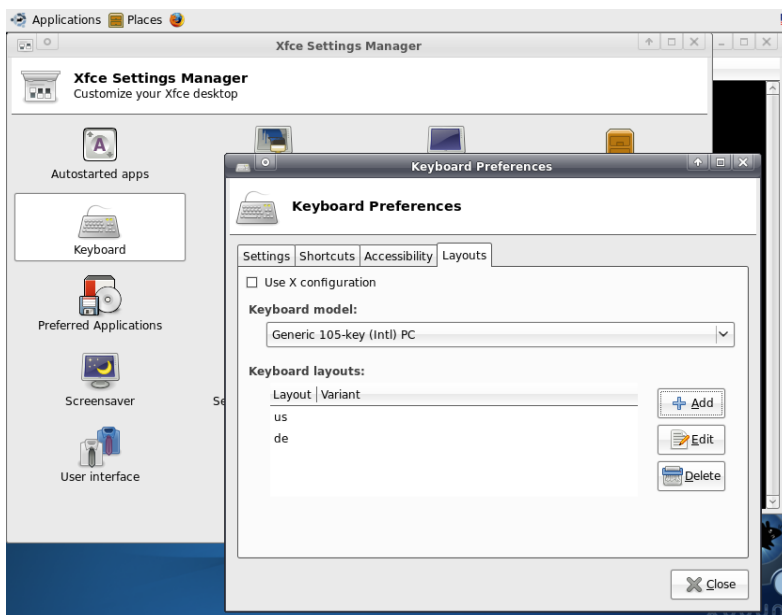 Applications Places
Xfce Settings Manager
Xfce Settings Manager
Customize your Xfce desktop
Autostarted apps
Keyboard
Preferred Applications
Screensaver
Se
User interface
Keyboard Preferences
Keyboard Preferences
Settings Shortcuts Accessibility Layouts
Use X configuration
Keyboard model:
Generic 105-key (Intl) PC
Keyboard layouts:
Layout Variant
us
de
Add
Edit
Delete
Close